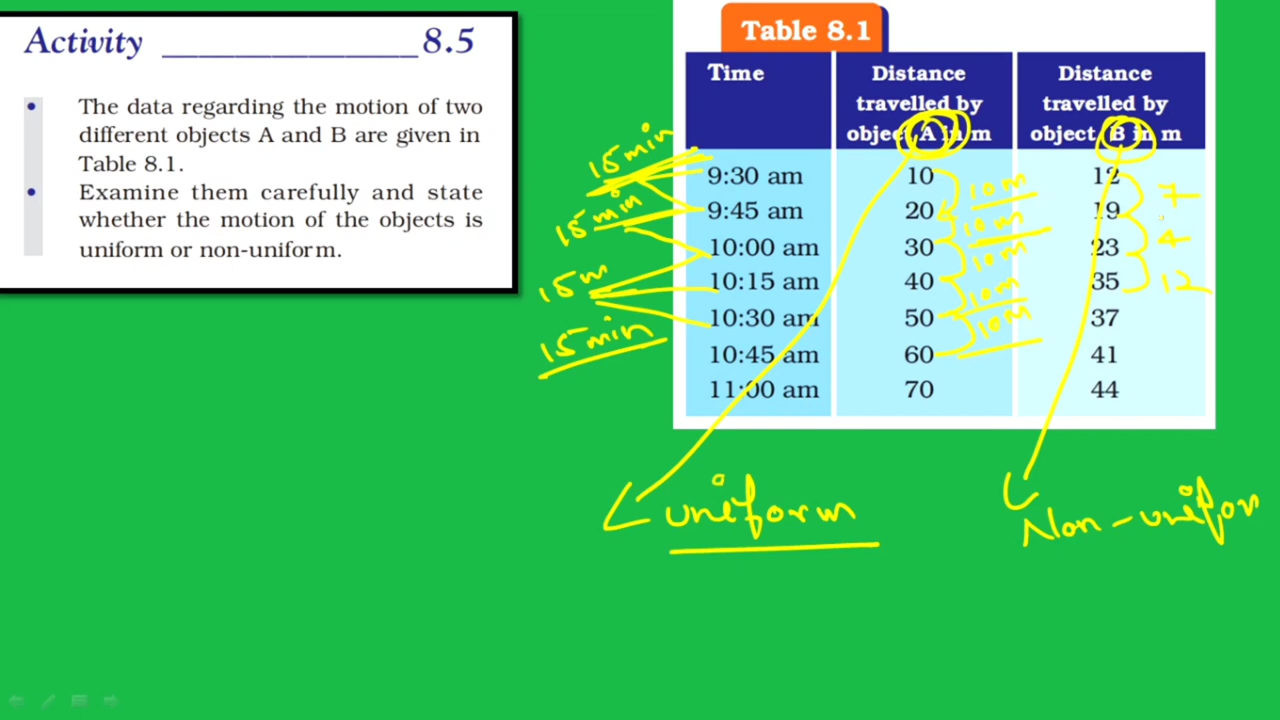 Activity _______________ 8.5
• The data regarding the motion of two
different objects A and B are given in
Table 8.1.
• Examine them carefully and state
whether the motion of the objects is
uniform or non-uniform.
Table 8.1
Time Distance travelled by object A in m Distance travelled by object B in m
9:30 am 10 12
9:45 am 20 19
10:00 am 30 23
10:15 am 40 35
10:30 am 50 37
10:45 am 60 41
11:00 am 70 44
15 min
15 min
15 m
15 min
10 m
10 m
10 m
10 m
10 m
7
4
12
uniform
Non-uniform